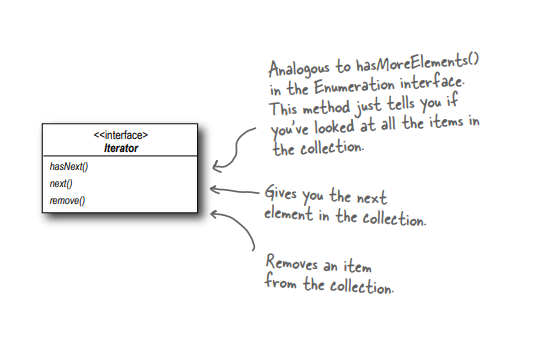 Analogous to hasMoreElements()
in the Enumeration interface.
This method just tells you if
you've looked at all the items in
the collection.
<<interface>
Iterator
hasNext()
next()
remove()
Gives you the next
element in the collection.
Removes an item
from the collection.